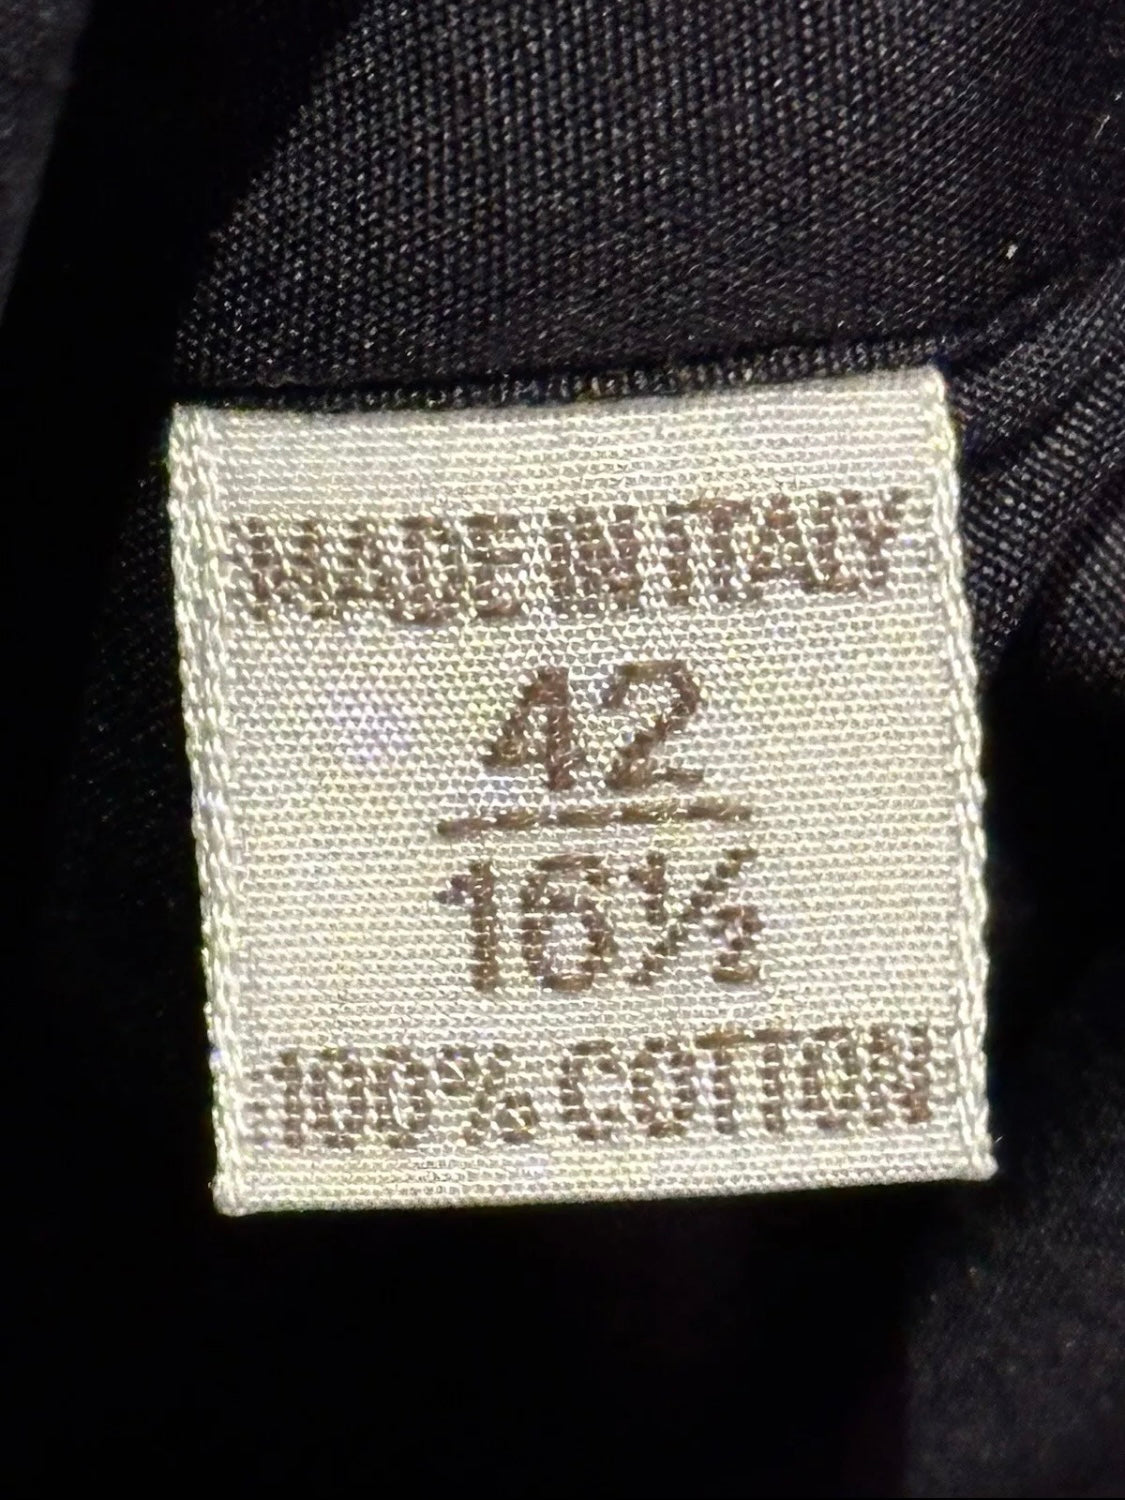 MADE IN ITALY
42
16½
100% COTTON